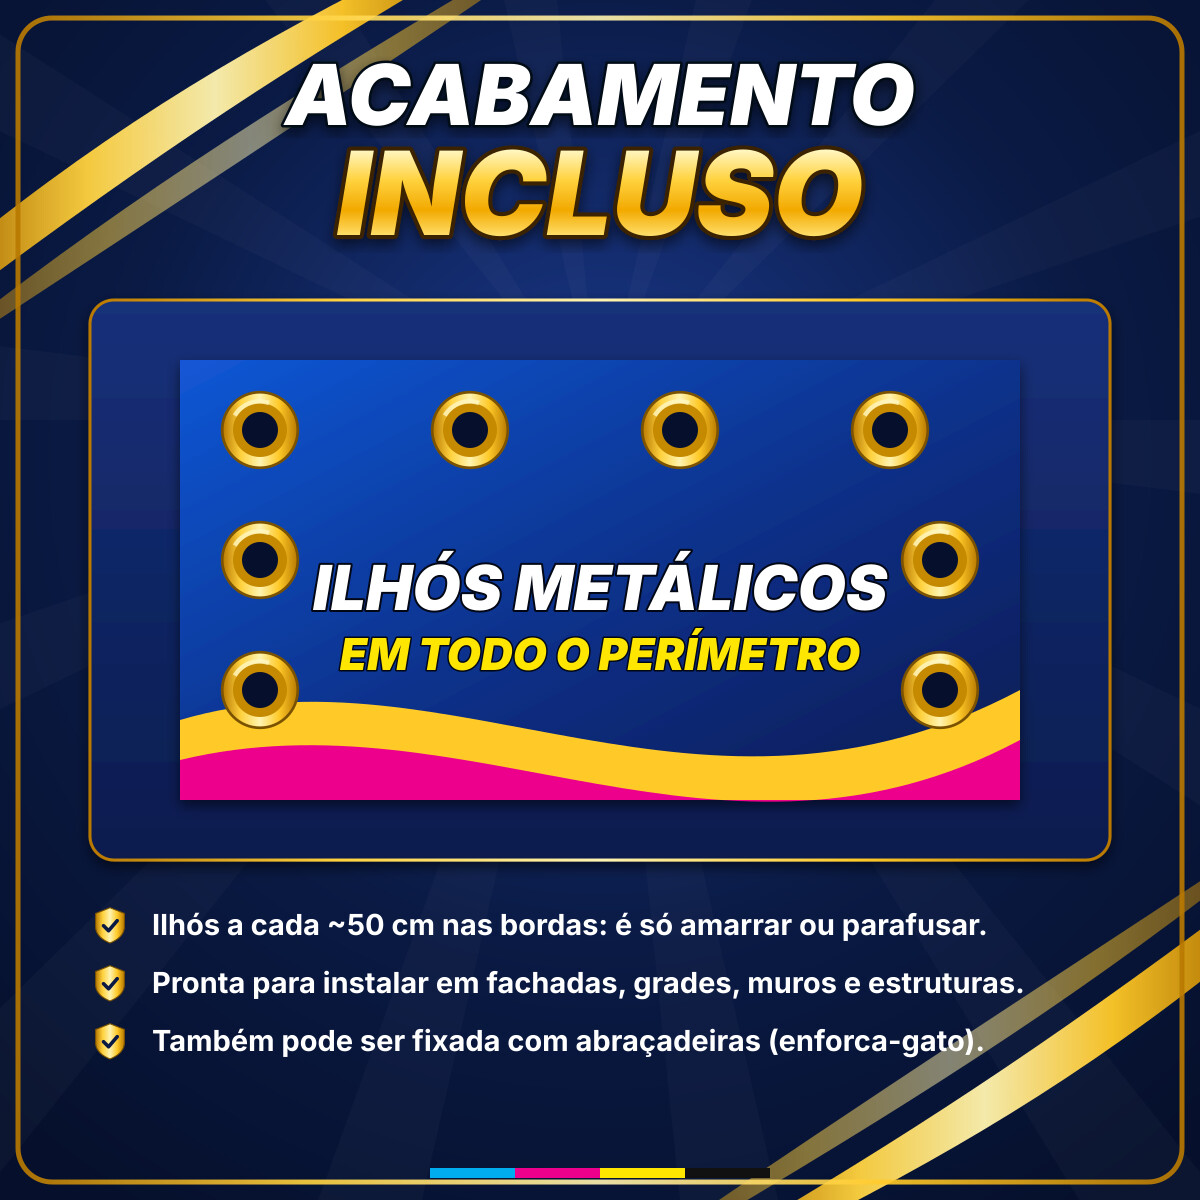 ACABAMENTO
INCLUSO
ILHÓS METÁLICOS
EM TODO O PERÍMETRO
Ilhós a cada ~50 cm nas bordas: é só amarrar ou parafusar.
Pronta para instalar em fachadas, grades, muros e estruturas.
Também pode ser fixada com abraçadeiras (enforca-gato).